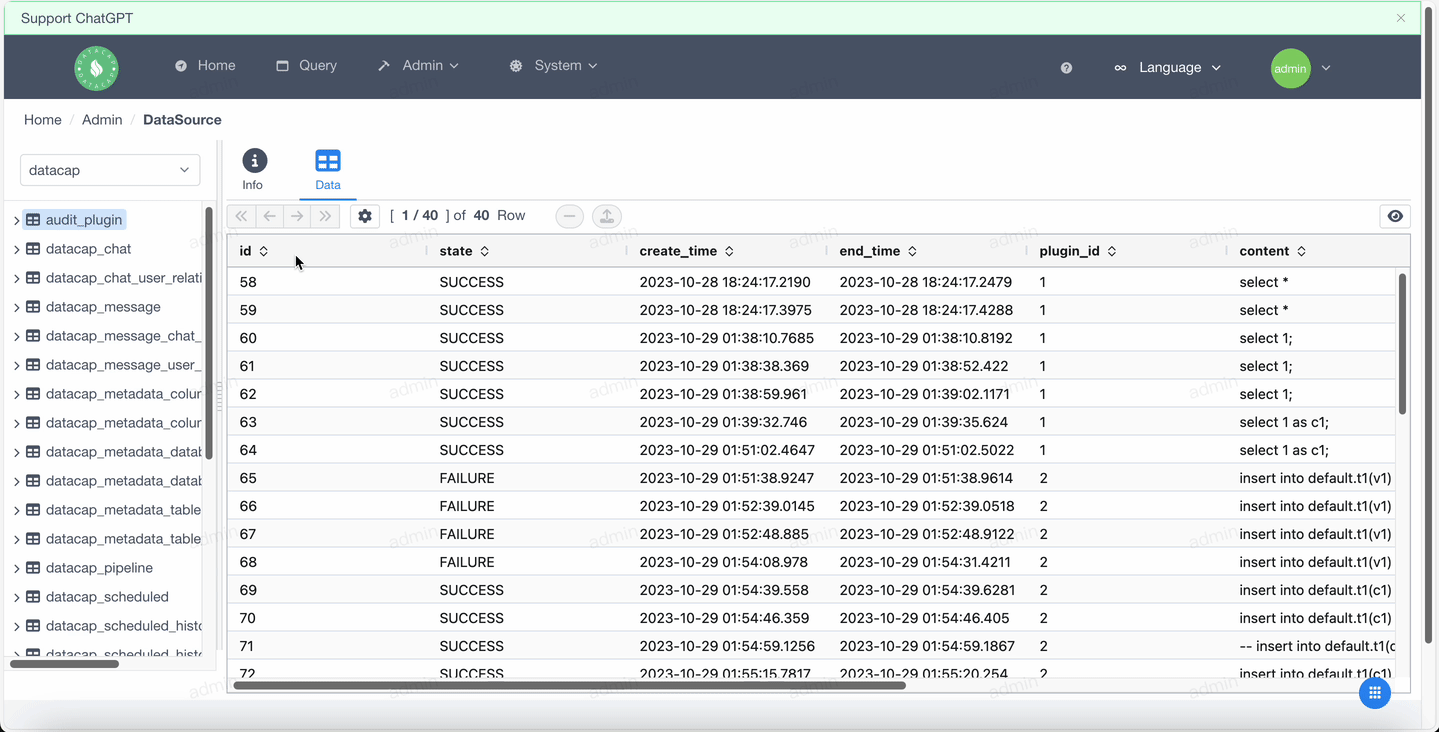 Support ChatGPT
DATACAP DATACAP
Home Query Admin System Language admin
Home / Admin / DataSource
datacap
audit_plugin
datacap_chat
datacap_chat_user_relati
datacap_message
datacap_message_chat_
datacap_message_user_
datacap_metadata_colur
datacap_metadata_colur
datacap_metadata_datab
datacap_metadata_datab
datacap_metadata_table
datacap_metadata_table
datacap_pipeline
datacap_scheduled
datacap_scheduled_histo
datacap_scheduled_histo
Info Data
[ 1 / 40 ] of 40 Row
id state create_time end_time plugin_id content
58 SUCCESS 2023-10-28 18:24:17.2190 2023-10-28 18:24:17.2479 1 select *
59 SUCCESS 2023-10-28 18:24:17.3975 2023-10-28 18:24:17.4288 1 select *
60 SUCCESS 2023-10-29 01:38:10.7685 2023-10-29 01:38:10.8192 1 select 1;
61 SUCCESS 2023-10-29 01:38:38.369 2023-10-29 01:38:52.422 1 select 1;
62 SUCCESS 2023-10-29 01:38:59.961 2023-10-29 01:39:02.1171 1 select 1;
63 SUCCESS 2023-10-29 01:39:32.746 2023-10-29 01:39:35.624 1 select 1 as c1;
64 SUCCESS 2023-10-29 01:51:02.4647 2023-10-29 01:51:02.5022 1 select 1 as c1;
65 FAILURE 2023-10-29 01:51:38.9247 2023-10-29 01:51:38.9614 2 insert into default.t1(v1)
66 FAILURE 2023-10-29 01:52:39.0145 2023-10-29 01:52:39.0518 2 insert into default.t1(v1)
67 FAILURE 2023-10-29 01:52:48.885 2023-10-29 01:52:48.9122 2 insert into default.t1(v1)
68 FAILURE 2023-10-29 01:54:08.978 2023-10-29 01:54:31.4211 2 insert into default.t1(v1)
69 SUCCESS 2023-10-29 01:54:39.558 2023-10-29 01:54:39.6281 2 insert into default.t1(c1)
70 SUCCESS 2023-10-29 01:54:46.359 2023-10-29 01:54:46.405 2 insert into default.t1(c1)
71 SUCCESS 2023-10-29 01:54:59.1256 2023-10-29 01:54:59.1867 2 -- insert into default.t1(c
72 SUCCESS 2023-10-29 01:55:15.7817 2023-10-29 01:55:20.254 2 insert into default.t1(c1)